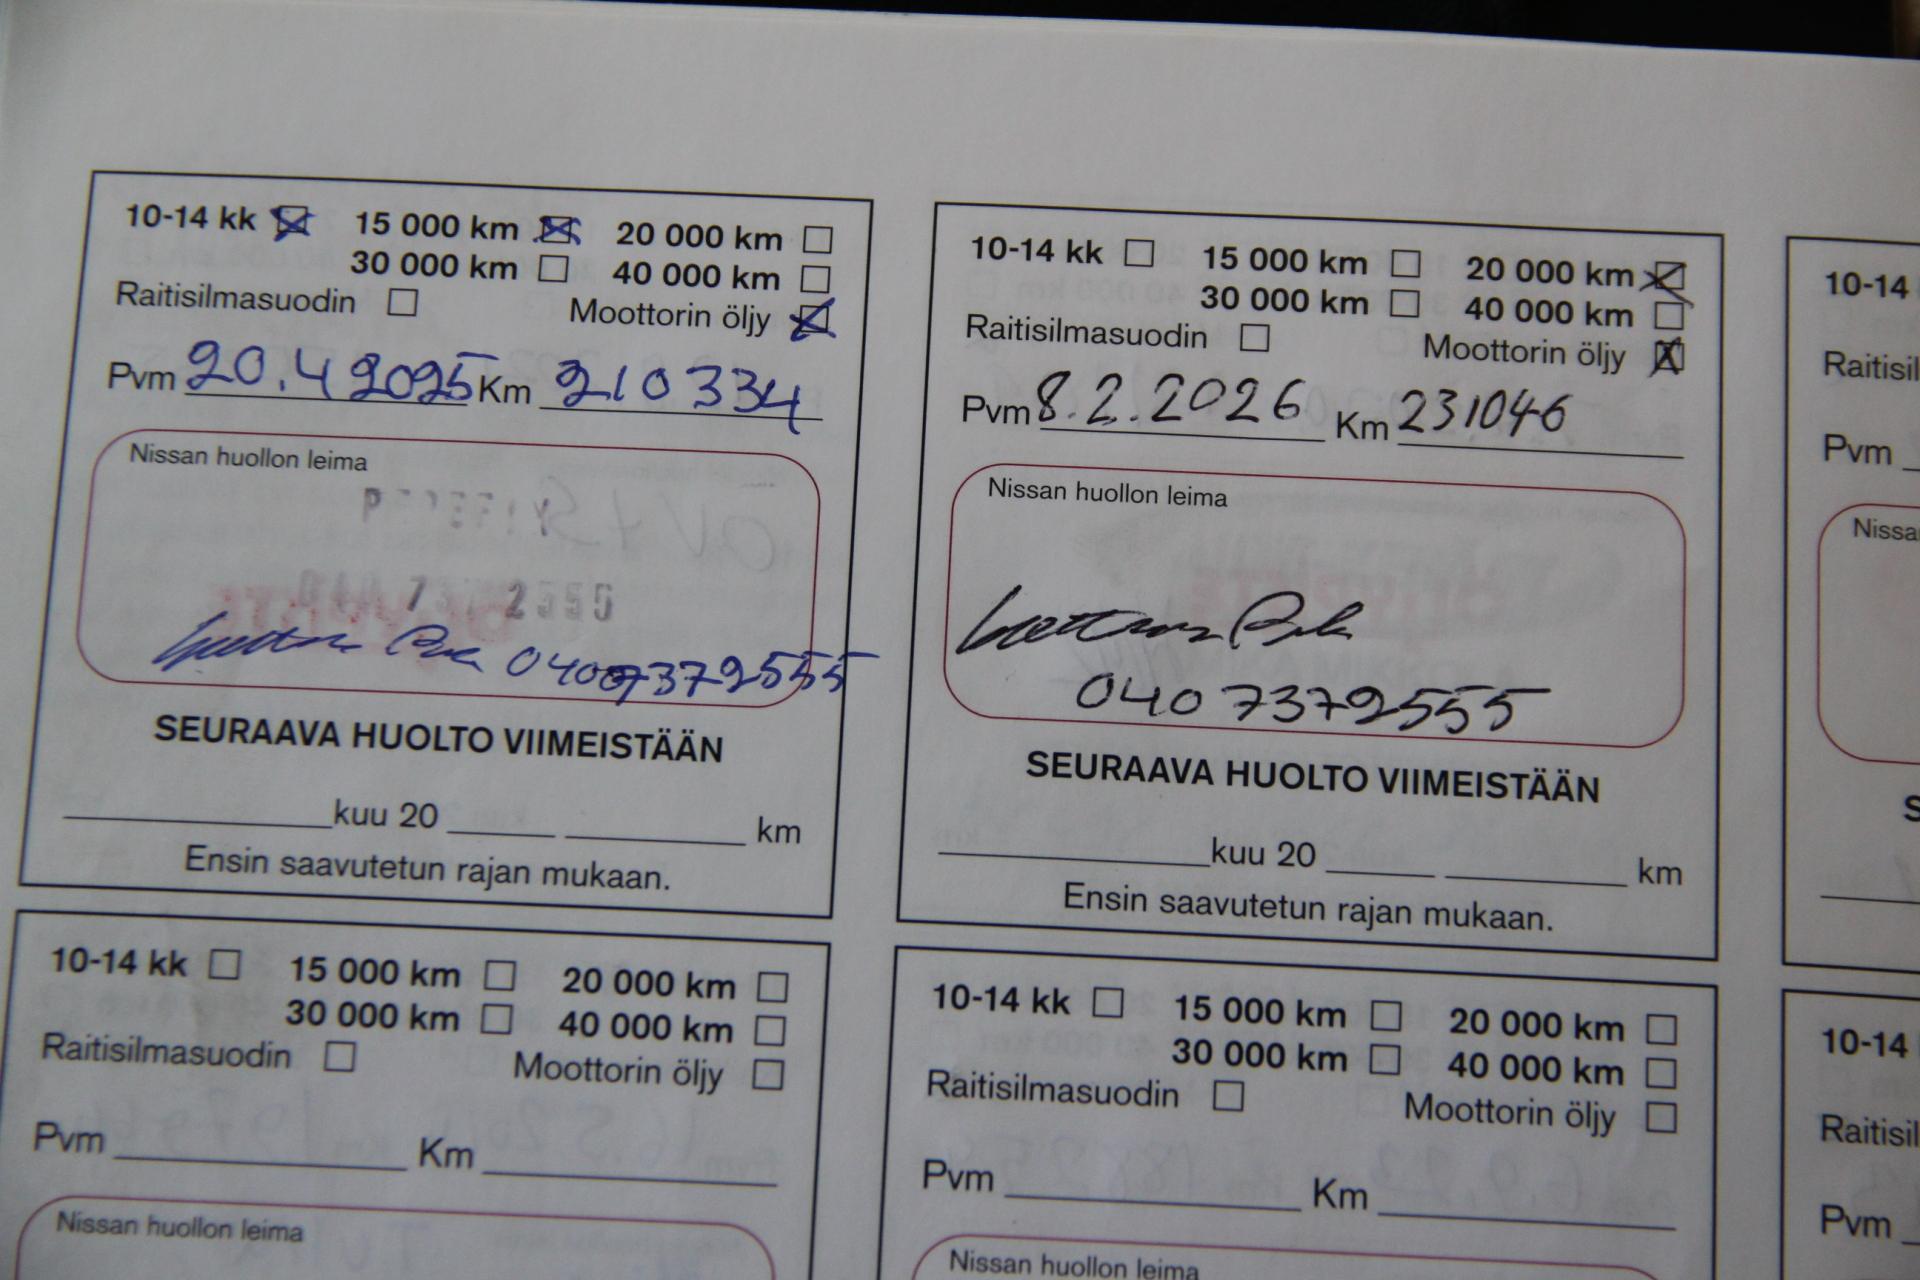 10-14 kk 15 000 km 20 000 km
30 000 km 40 000 km
Raitisilmasuodin Moottorin öljy
Pvm 20.4 2025 Km 210334
Nissan huollon leima
040 07372555
SEURAAVA HUOLTO VIIMEISTÄÄN
kuu 20 km
Ensin saavutetun rajan mukaan.
10-14 kk 15 000 km 20 000 km
30 000 km 40 000 km
Raitisilmasuodin Moottorin öljy
Pvm 8.2.2026 Km 231046
Nissan huollon leima
040 7372555
SEURAAVA HUOLTO VIIMEISTÄÄN
kuu 20 km
Ensin saavutetun rajan mukaan.
10-14
Raitisil
Pvm
Nissa
S
10-14 kk 15 000 km 20 000 km
30 000 km 40 000 km
Raitisilmasuodin Moottorin öljy
Pvm Km
Nissan huollon leima
10-14 kk 15 000 km 20 000 km
30 000 km 40 000 km
Raitisilmasuodin Moottorin öljy
Pvm Km
Nissan huollon leima
10-14
Raitisil
Pvm